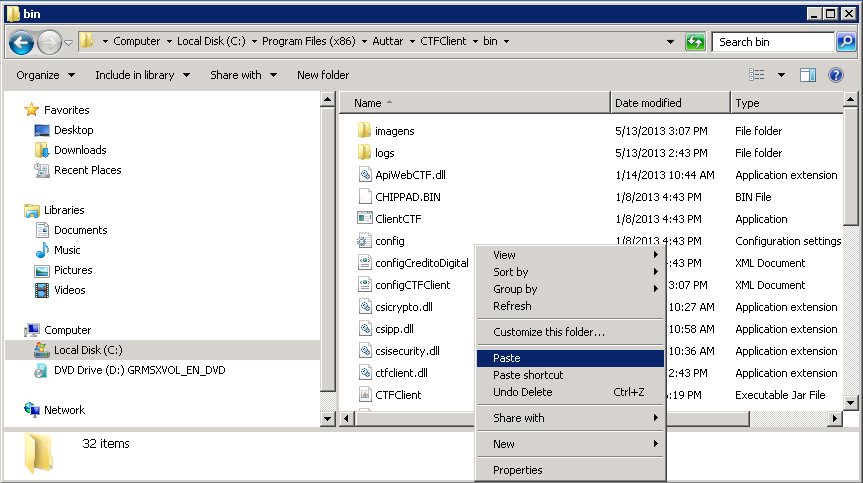 bin
Computer Local Disk (C:) Program Files (x86) Auttar CTFClient bin Search bin
Organize Include in library Share with New folder
Favorites
Desktop
Downloads
Recent Places
Libraries
Documents
Music
Pictures
Videos
Computer
Local Disk (C:)
DVD Drive (D:) GRMSXVOL_EN_DVD
Network
Name Date modified Type
imagens 5/13/2013 3:07 PM File folder
logs 5/13/2013 2:43 PM File folder
ApiWebCTF.dll 1/14/2013 10:44 AM Application extension
CHIPPAD.BIN 1/8/2013 4:43 PM BIN File
ClientCTF 1/8/2013 4:43 PM Application
config 1/8/2013 4:43 PM Configuration settings
configCreditoDigital 4:43 PM XML Document
configCTFClient 3:07 PM XML Document
csicrypto.dll 10:27 AM Application extension
csipp.dll 10:58 AM Application extension
csisecurity.dll 10:36 AM Application extension
ctfclient.dll 2:43 PM Application extension
CTFClient 5:19 PM Executable Jar File
View
Sort by
Group by
Refresh
Customize this folder...
Paste
Paste shortcut
Undo Delete Ctrl+Z
Share with
New
Properties
32 items